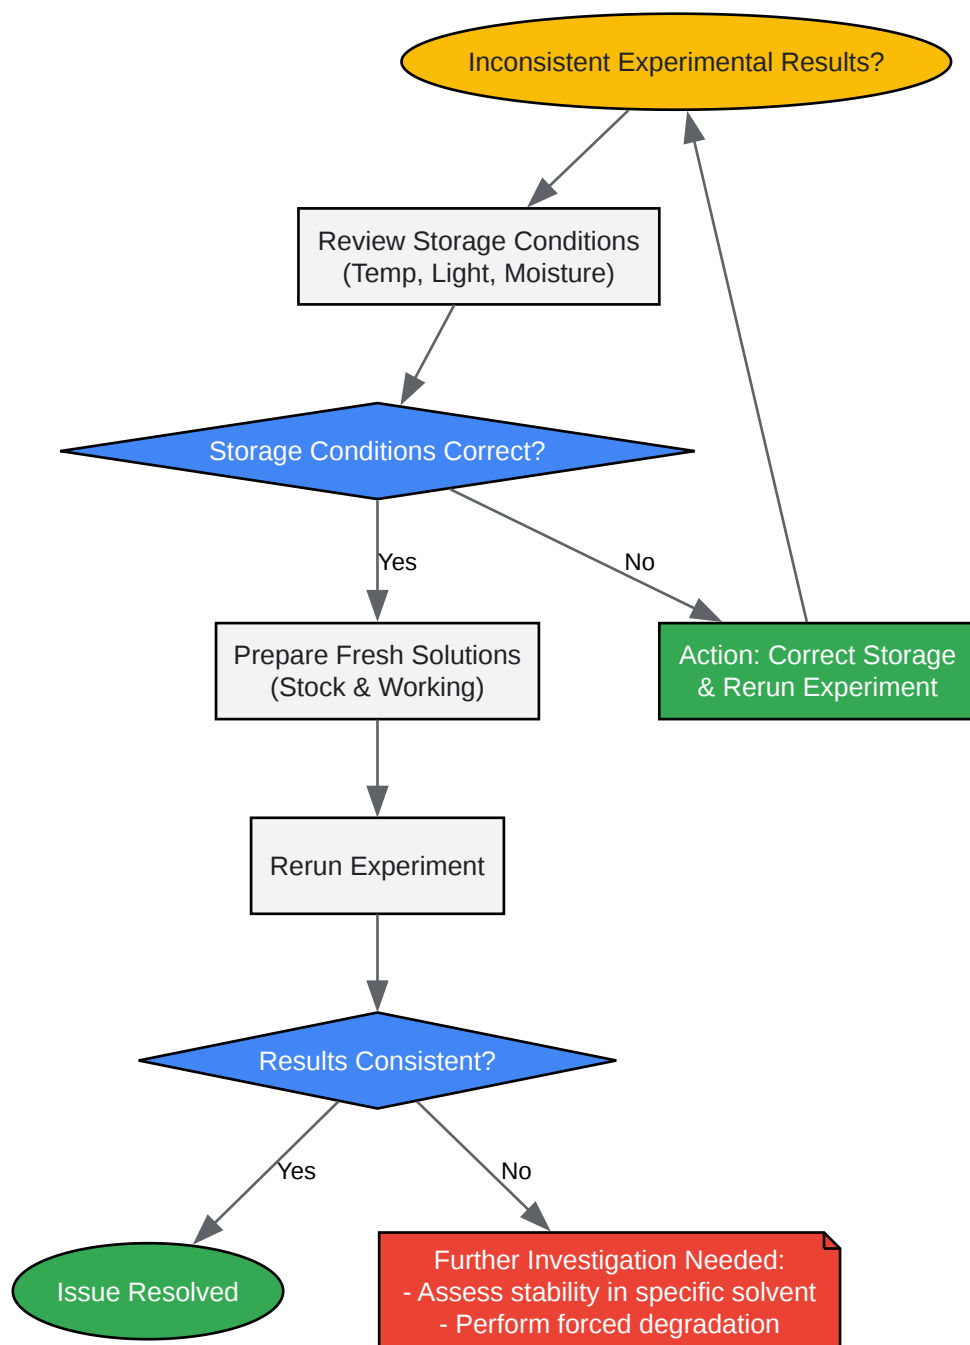 Inconsistent Experimental Results?
Review Storage Conditions
(Temp, Light, Moisture)
Storage Conditions Correct?
Yes
No
Prepare Fresh Solutions
(Stock & Working)
Action: Correct Storage
& Rerun Experiment
Rerun Experiment
Results Consistent?
Yes
No
Issue Resolved
Further Investigation Needed:
- Assess stability in specific solvent
- Perform forced degradation